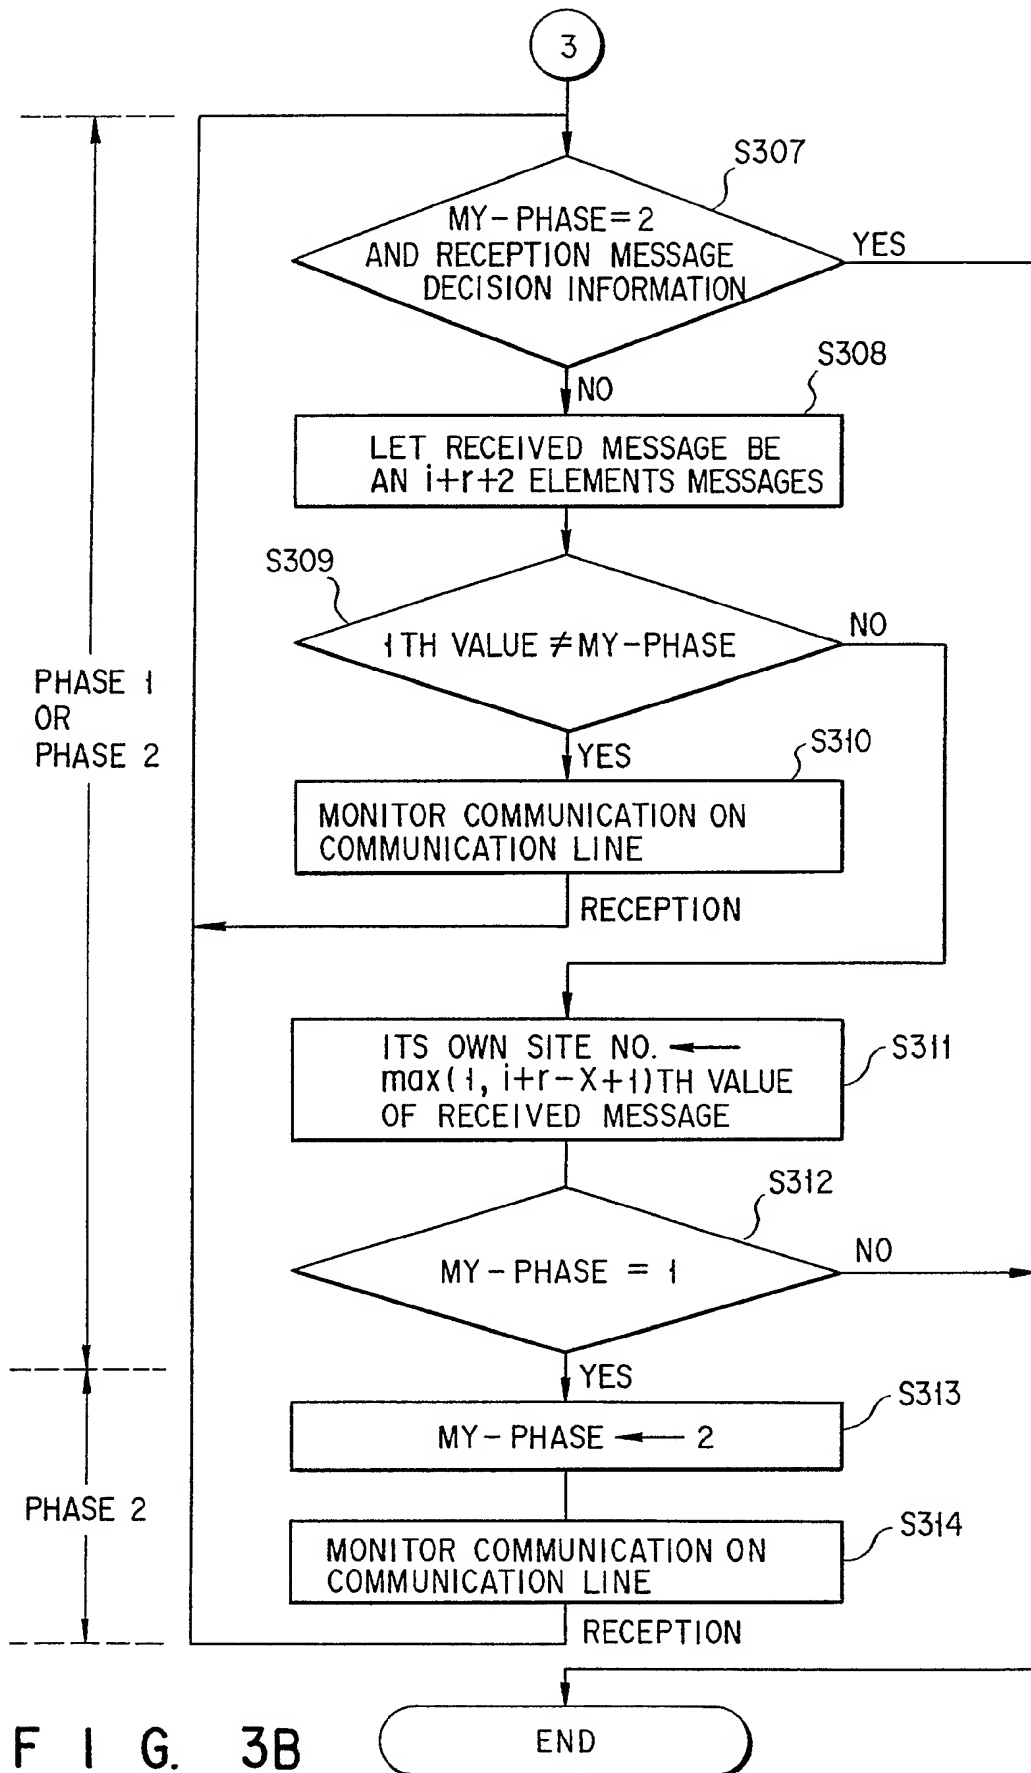 3
S307
MY-PHASE=2
AND RECEPTION MESSAGE
DECISION INFORMATION
YES
NO
S308
LET RECEIVED MESSAGE BE
AN i+r+2 ELEMENTS MESSAGES
S309
1TH VALUE ≠ MY-PHASE
NO
YES
S310
MONITOR COMMUNICATION ON
COMMUNICATION LINE
RECEPTION
PHASE 1
OR
PHASE 2
ITS OWN SITE NO. ←
max(1, i+r-X+1)TH VALUE
OF RECEIVED MESSAGE
S311
S312
MY-PHASE = 1
NO
YES
S313
MY-PHASE ← 2
PHASE 2
S314
MONITOR COMMUNICATION ON
COMMUNICATION LINE
RECEPTION
END
FIG. 3B